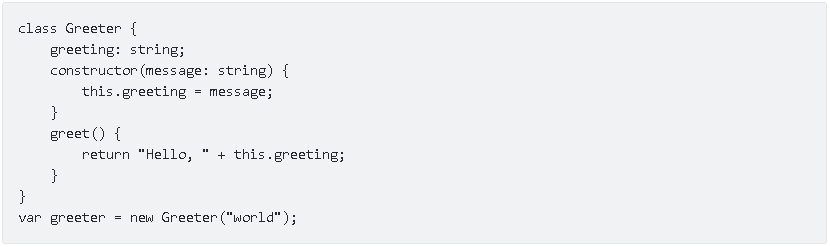 class Greeter {
    greeting: string;
    constructor(message: string) {
        this.greeting = message;
    }
    greet() {
        return "Hello, " + this.greeting;
    }
}
var greeter = new Greeter("world");